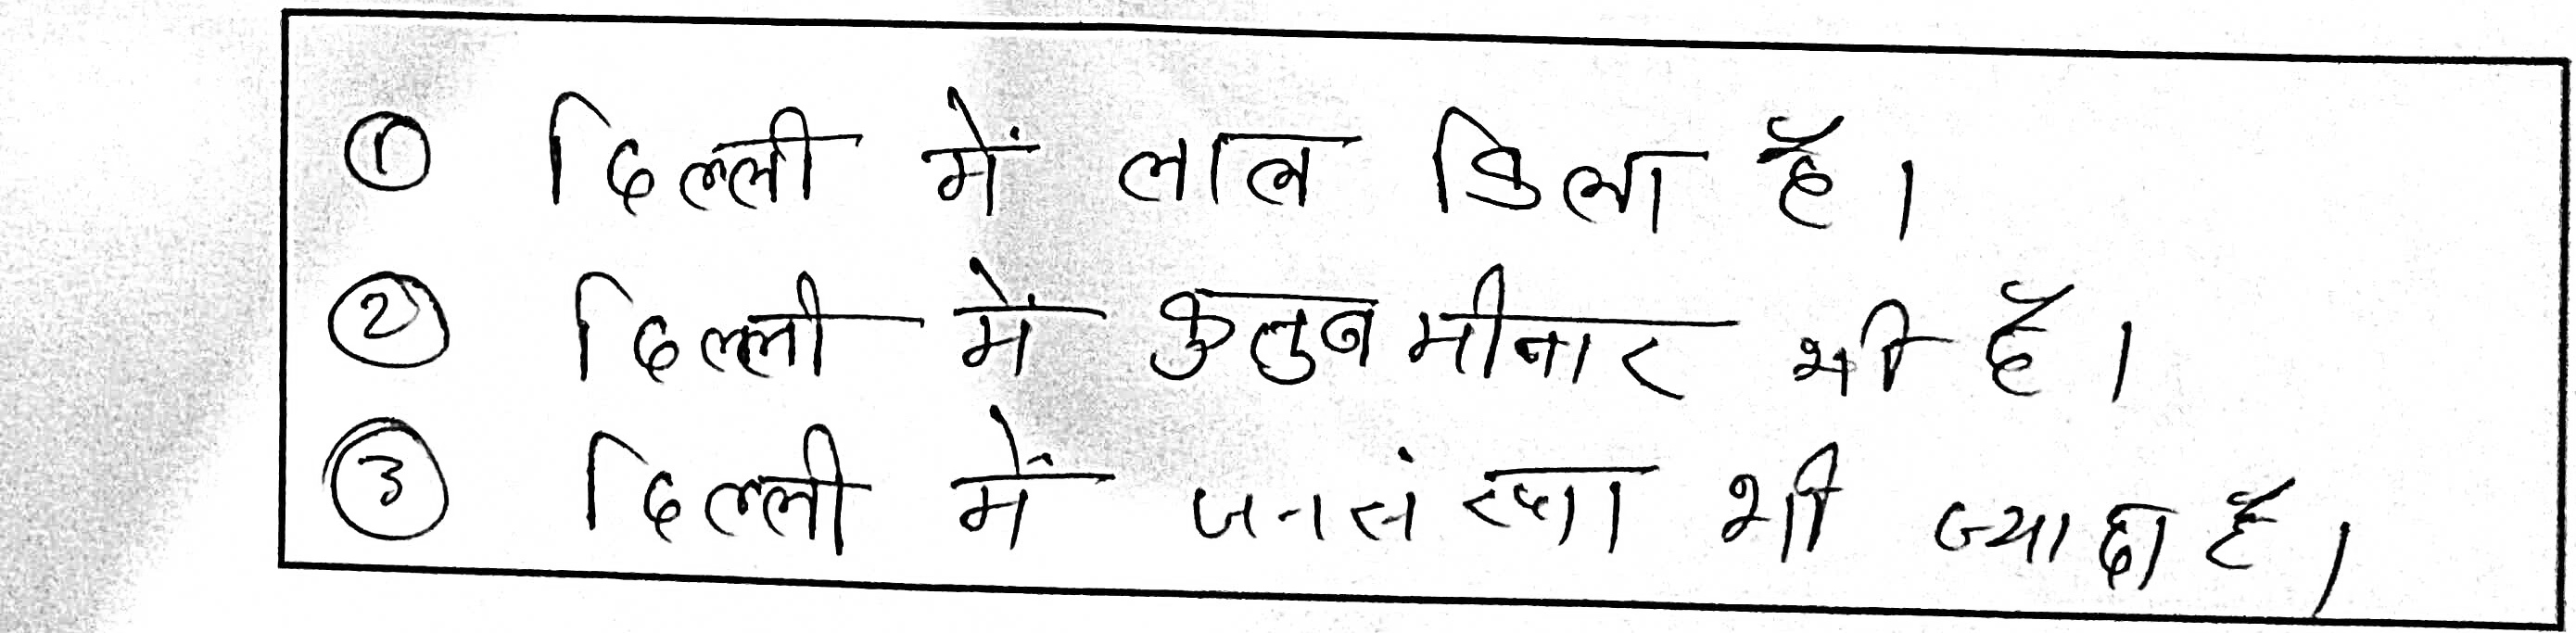 ① दिल्ली में लाल किला है।
② दिल्ली में कुतुब मीनार भी है।
③ दिल्ली में जनसंख्या भी ज्यादा है।